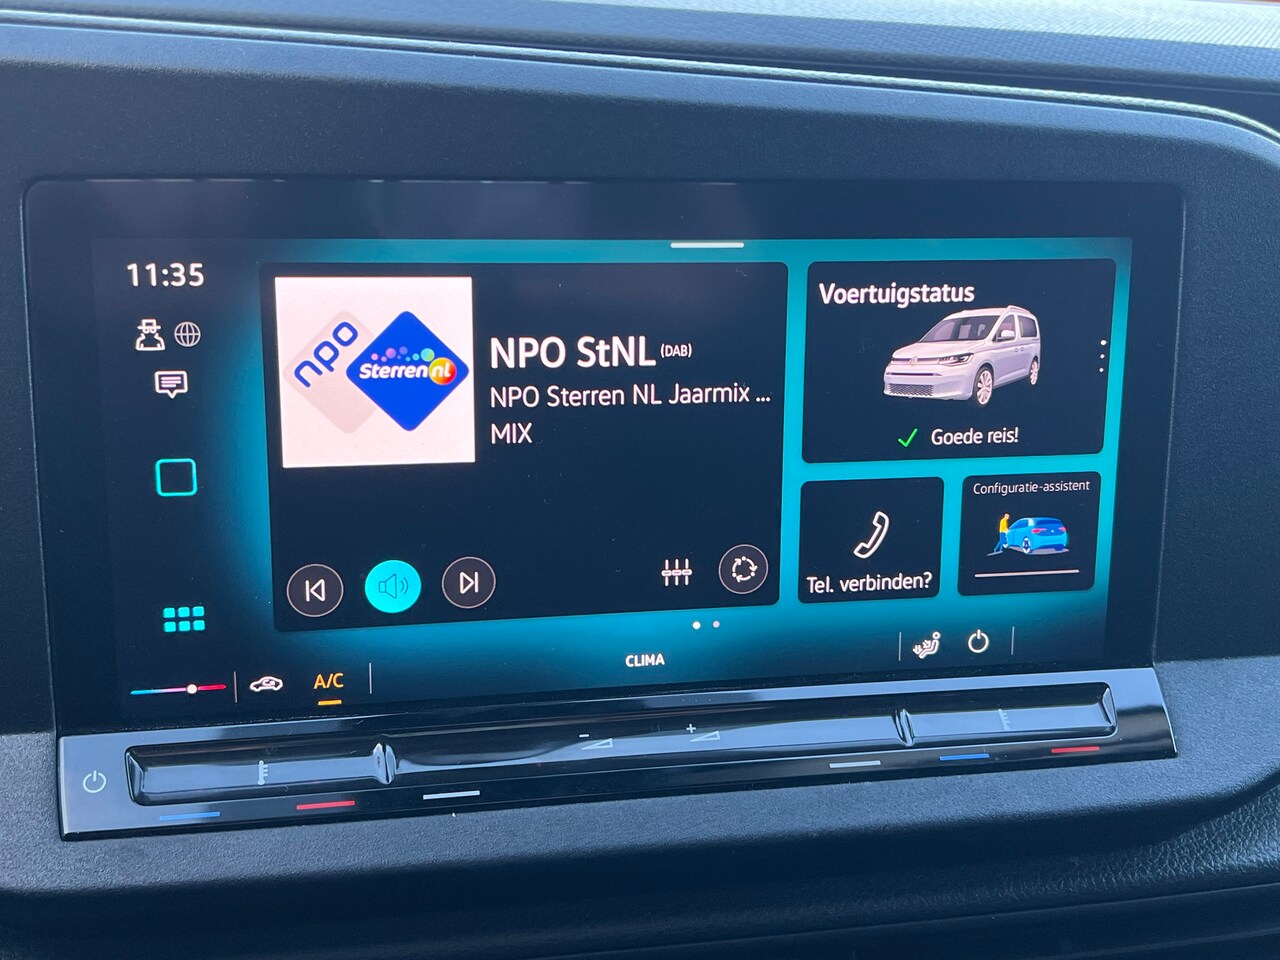 11:35
npo
Sterren nl
NPO StNL (DAB)
NPO Sterren NL Jaarmix ...
MIX
Voertuigstatus
Goede reis!
Tel. verbinden?
Configuratie-assistent
CLIMA
A/C
- +